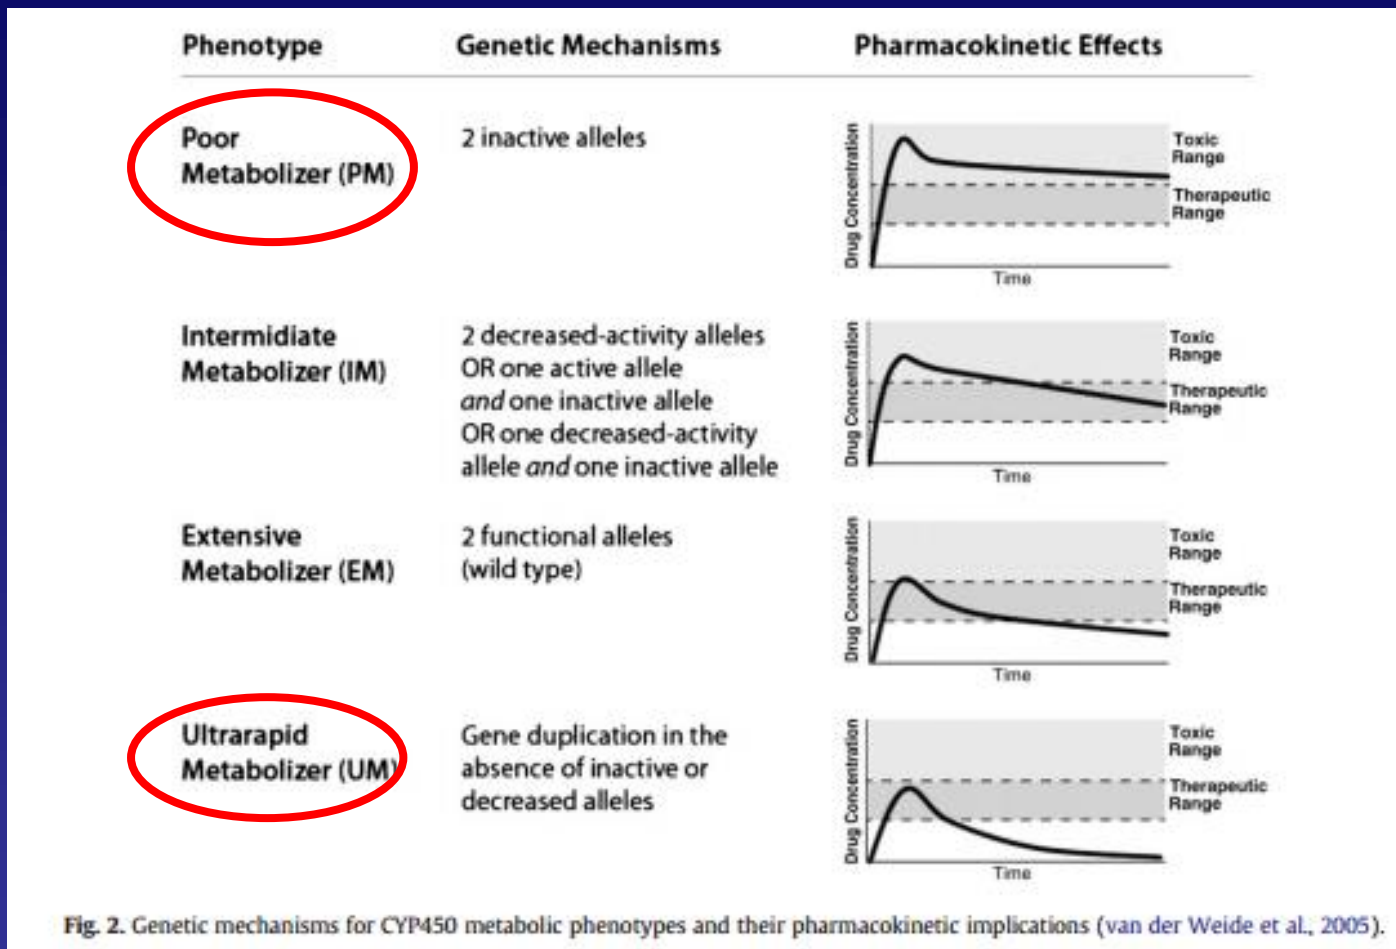 Phenotype Genetic Mechanisms Pharmacokinetic Effects
Poor
Metabolizer (PM)
2 inactive alleles
Drug Concentration
Toxic
Range
Therapeutic
Range
Time
Intermidiate
Metabolizer (IM)
2 decreased-activity alleles
OR one active allele
and one inactive allele
OR one decreased-activity
allele and one inactive allele
Drug Concentration
Toxic
Range
Therapeutic
Range
Time
Extensive
Metabolizer (EM)
2 functional alleles
(wild type)
Drug Concentration
Toxic
Range
Therapeutic
Range
Time
Ultrarapid
Metabolizer (UM)
Gene duplication in the
absence of inactive or
decreased alleles
Drug Concentration
Toxic
Range
Therapeutic
Range
Time
Fig. 2. Genetic mechanisms for CYP450 metabolic phenotypes and their pharmacokinetic implications (van der Weide et al., 2005).